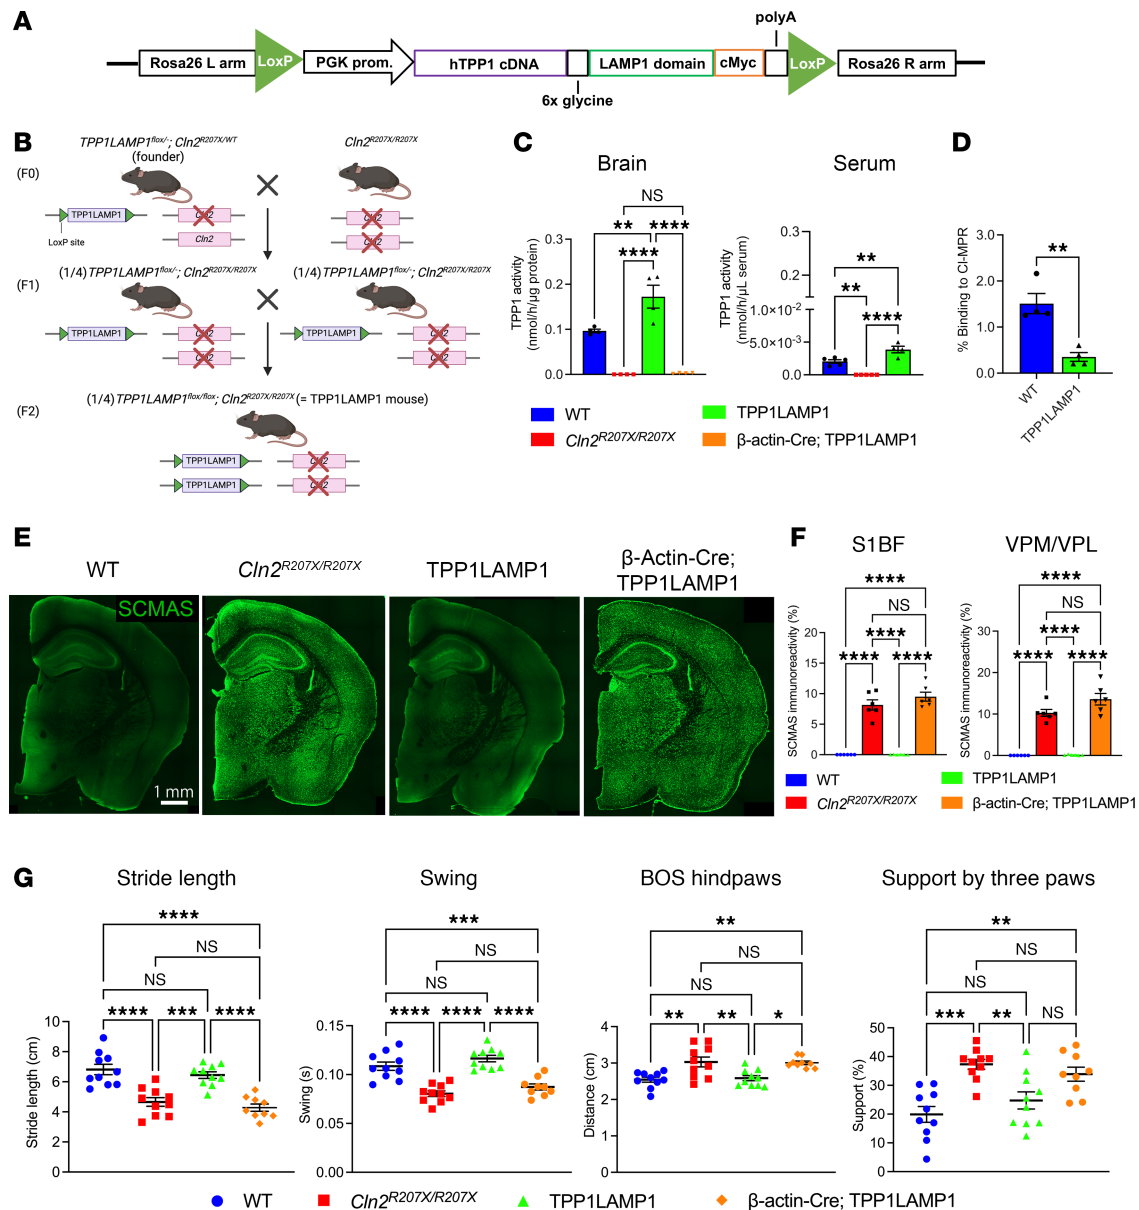 A
polyA
Rosa26 L arm
LoxP
PGK prom.
hTPP1 cDNA
LAMP1 domain
cMyc
LoxP
Rosa26 R arm
6x glycine
B
TPP1LAMP1flox/-; Cln2R207X/WT
(founder)
Cln2R207X/R207X
(F0)
TPP1LAMP1
Cln2
Cln2
LoxP site
Cln2
Cln2
(1/4) TPP1LAMP1flox/-; Cln2R207X/R207X
(1/4) TPP1LAMP1flox/-; Cln2R207X/R207X
(F1)
TPP1LAMP1
Cln2
Cln2
TPP1LAMP1
Cln2
Cln2
(F2)
(1/4) TPP1LAMP1flox/flox; Cln2R207X/R207X (= TPP1LAMP1 mouse)
TPP1LAMP1
Cln2
TPP1LAMP1
Cln2
C
Brain
NS
** ****
****
TPP1 activity
(nmol/h/µg protein)
0.3
0.2
0.1
0.0
Serum
**
**
****
TPP1 activity
(nmol/h/µL serum)
0.3
0.2
1.0×10-2
5.0×10-3
0.0
WT
Cln2R207X/R207X
TPP1LAMP1
β-actin-Cre; TPP1LAMP1
D
**
% Binding to CI-MPR
3.0
2.0
1.0
0.0
WT
TPP1LAMP1
E
WT
Cln2R207X/R207X
TPP1LAMP1
β-Actin-Cre;
TPP1LAMP1
SCMAS
1 mm
F
S1BF
****
NS
****
**** ****
SCMAS immunoreactivity (%)
20
15
10
5
0
VPM/VPL
****
NS
****
**** ****
SCMAS immunoreactivity (%)
30
20
10
0
WT
Cln2R207X/R207X
TPP1LAMP1
β-actin-Cre; TPP1LAMP1
G
Stride length
****
NS
NS
**** *** ****
Stride length (cm)
10
8
6
4
2
0
Swing
***
NS
NS
**** **** ****
Swing (s)
0.15
0.10
0.05
0.00
BOS hindpaws
**
NS
NS
** ** *
Distance (cm)
4
3
2
1
0
Support by three paws
**
NS
NS
*** ** NS
Support (%)
50
40
30
20
10
0
WT
Cln2R207X/R207X
TPP1LAMP1
β-actin-Cre; TPP1LAMP1